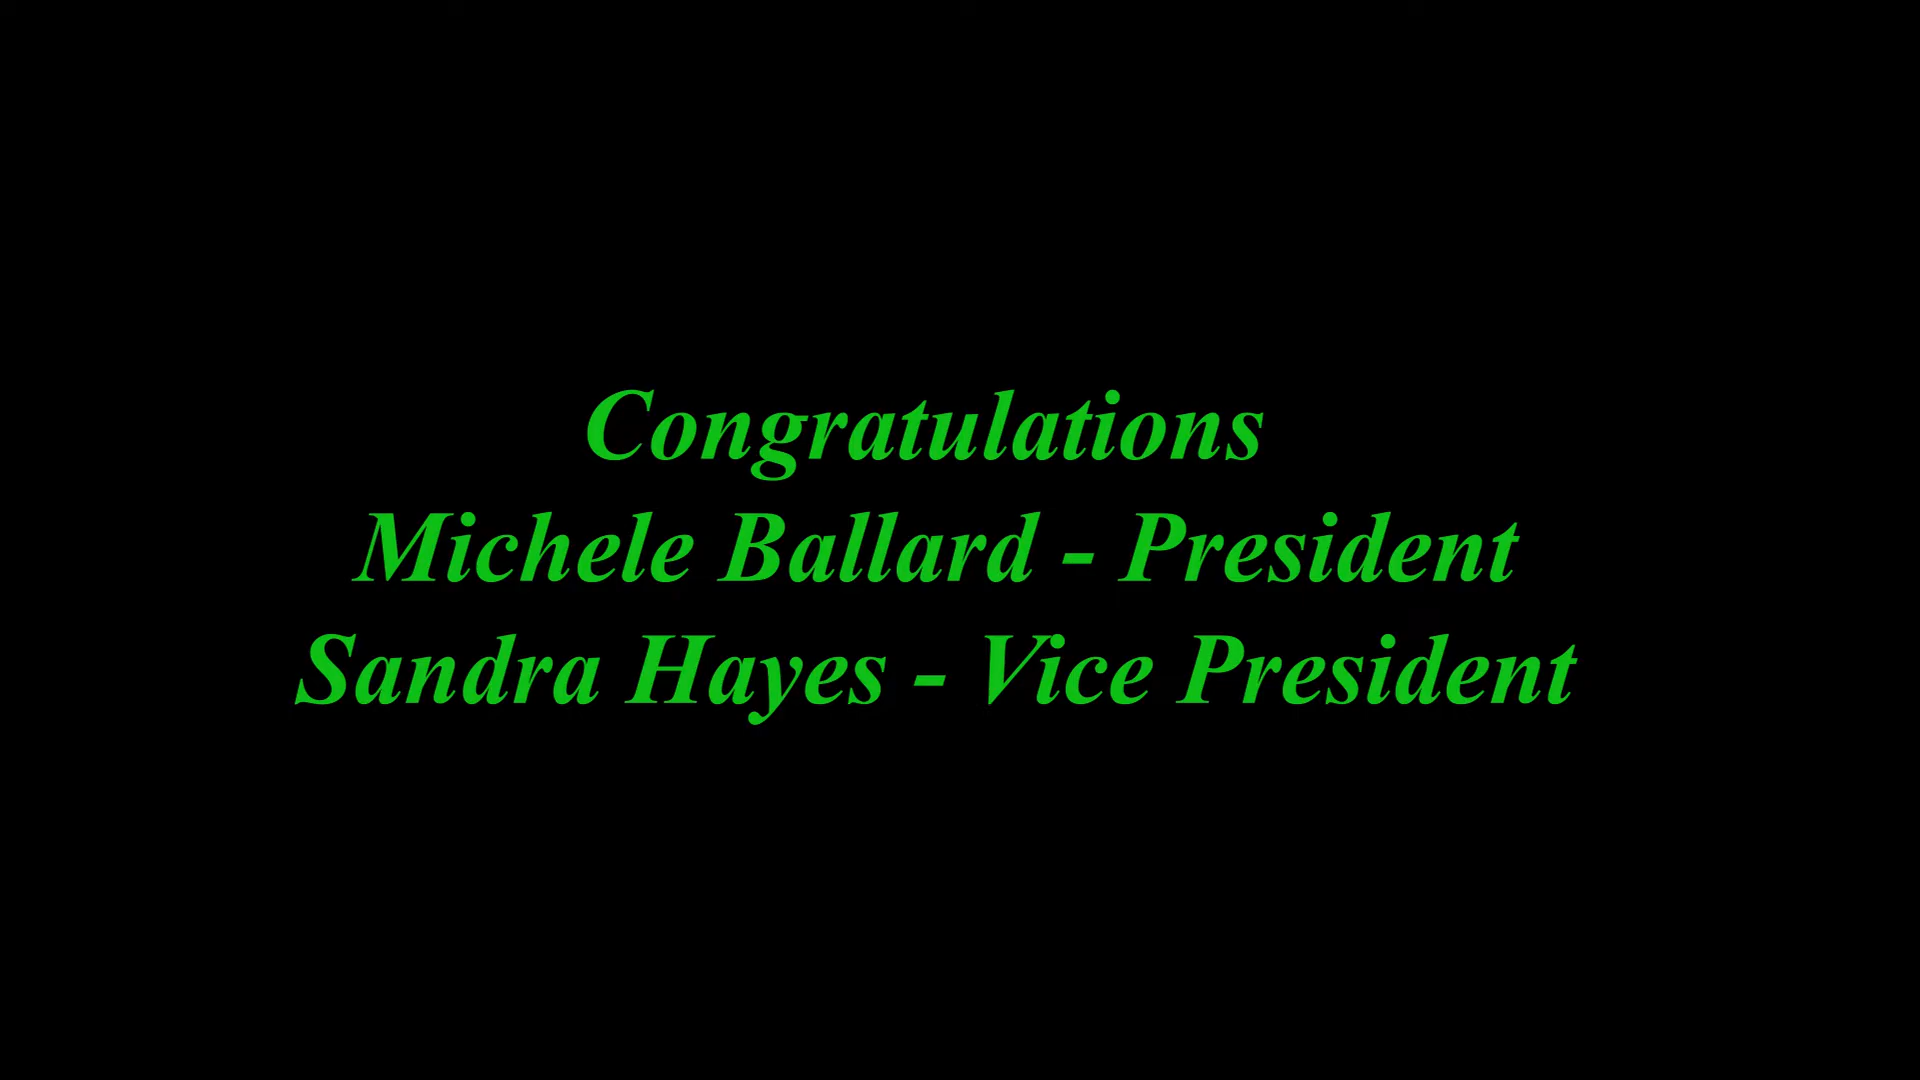 Congratulations
Michele Ballard - President
Sandra Hayes - Vice President